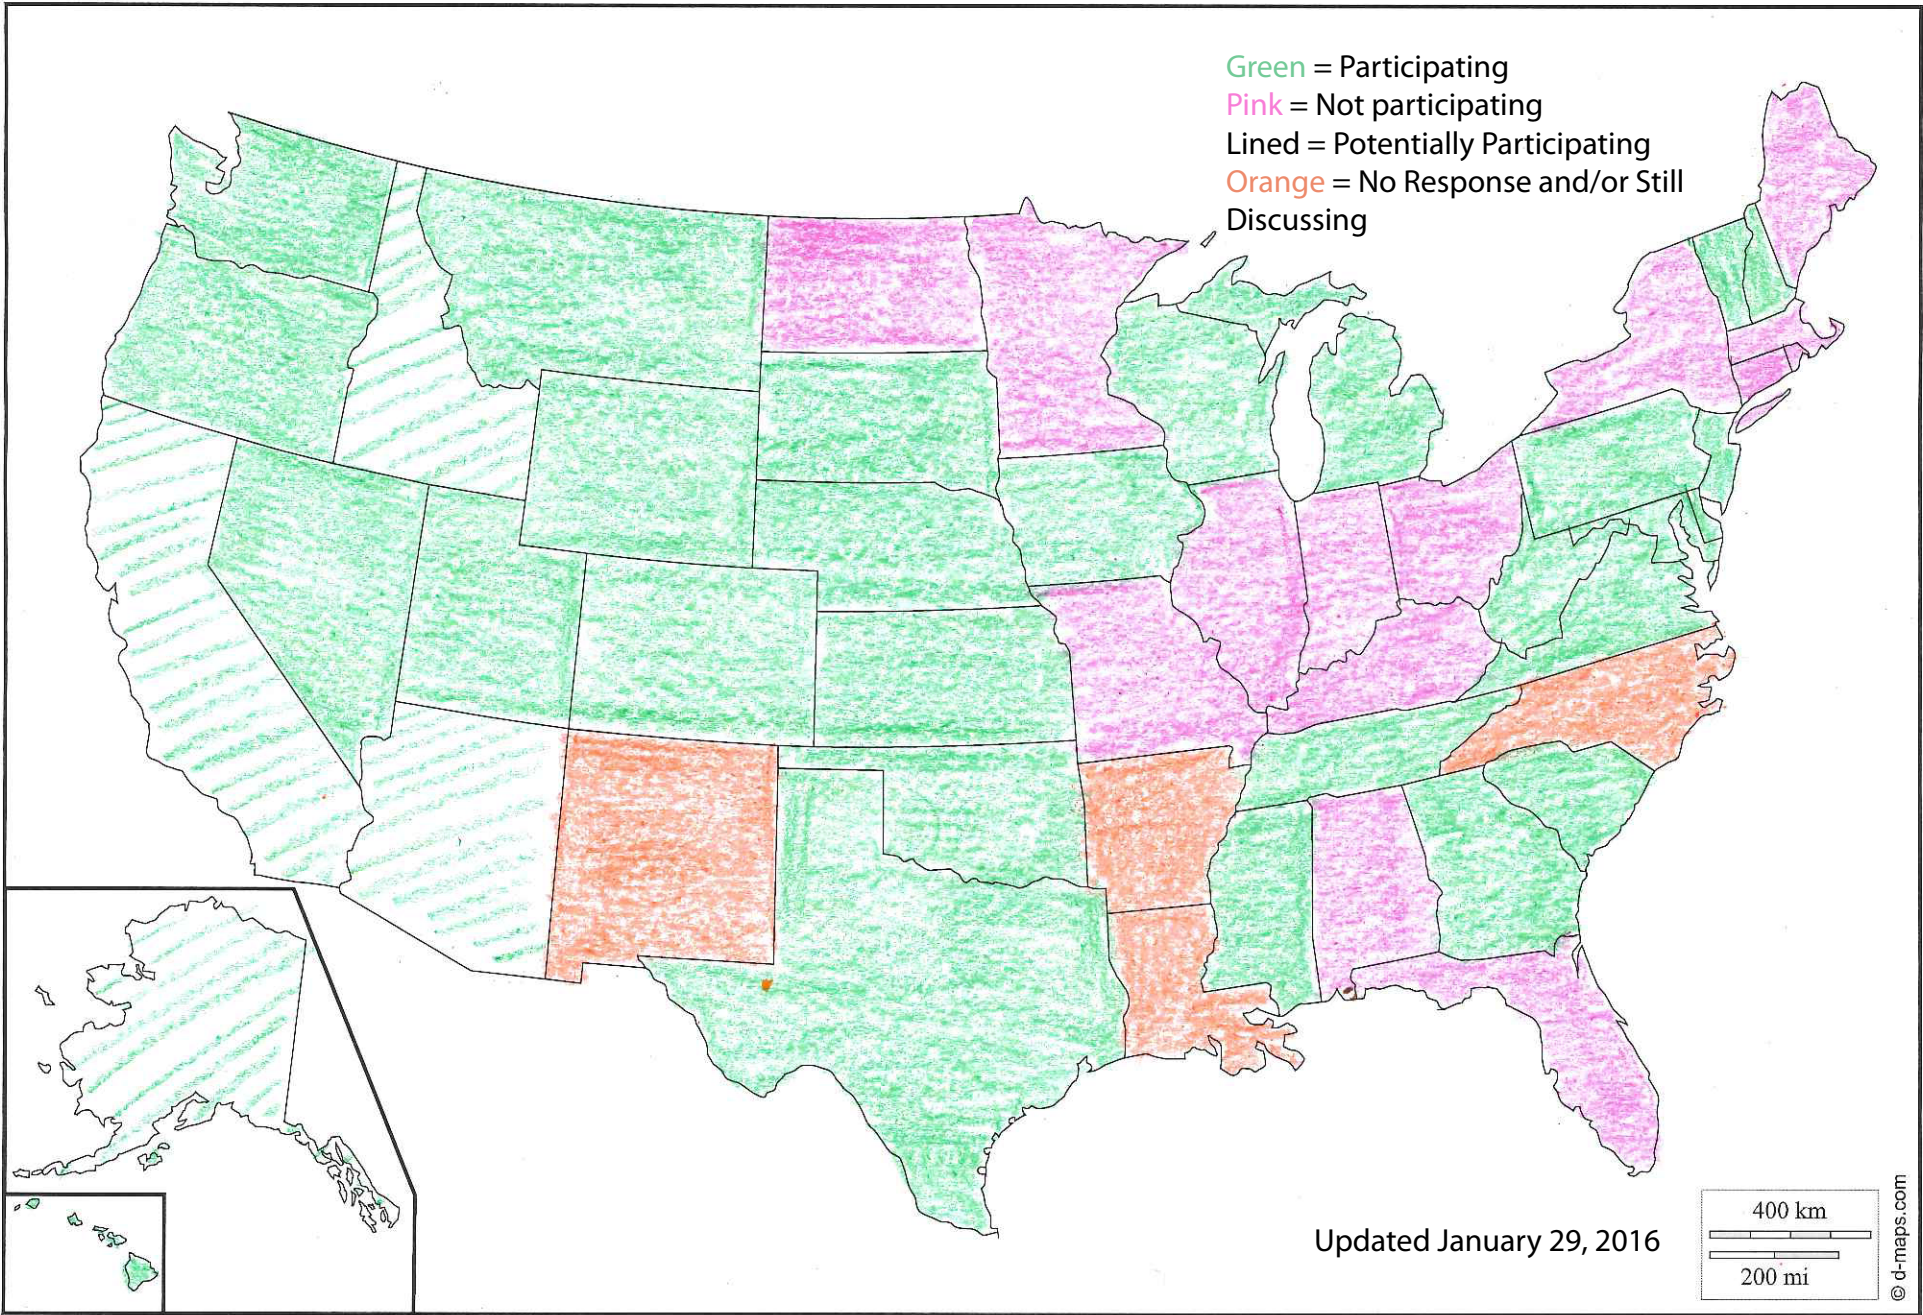 Green = Participating
Pink = Not participating
Lined = Potentially Participating
Orange = No Response and/or Still
Discussing
Updated January 29, 2016
400 km
200 mi
© d-maps.com